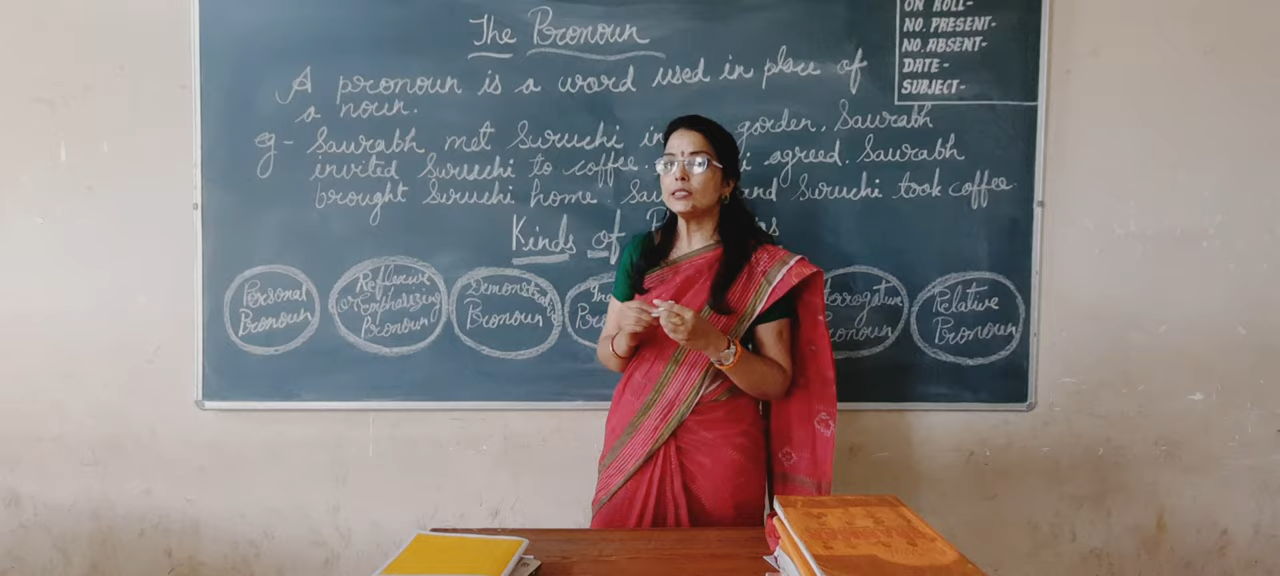 The Pronoun
A pronoun is a word used in place of
a noun.
eg - Saurabh met Suruchi in garden. Saurabh
invited Suruchi to coffee. agreed. Saurabh
brought Suruchi home. and Suruchi took coffee.
Kinds of
Personal
Pronoun
Reflexive
or Emphasizing
Pronoun
Demonstrative
Pronoun
Relative
Pronoun
ON ROLL-
NO. PRESENT-
NO. ABSENT-
DATE-
SUBJECT-